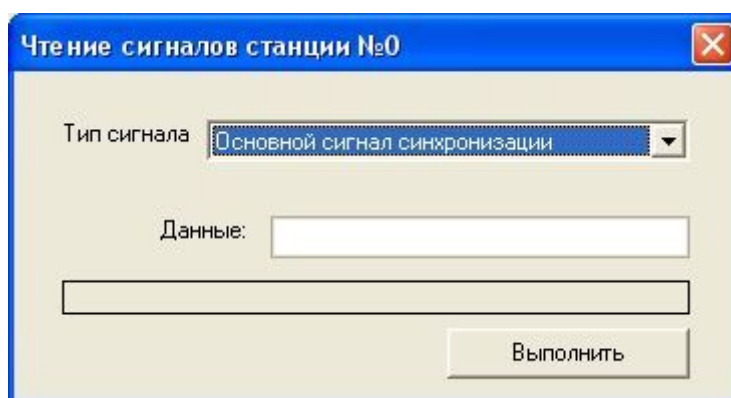 Чтение сигналов станции №0
Тип сигнала Основной сигнал синхронизации
Данные:
Выполнить